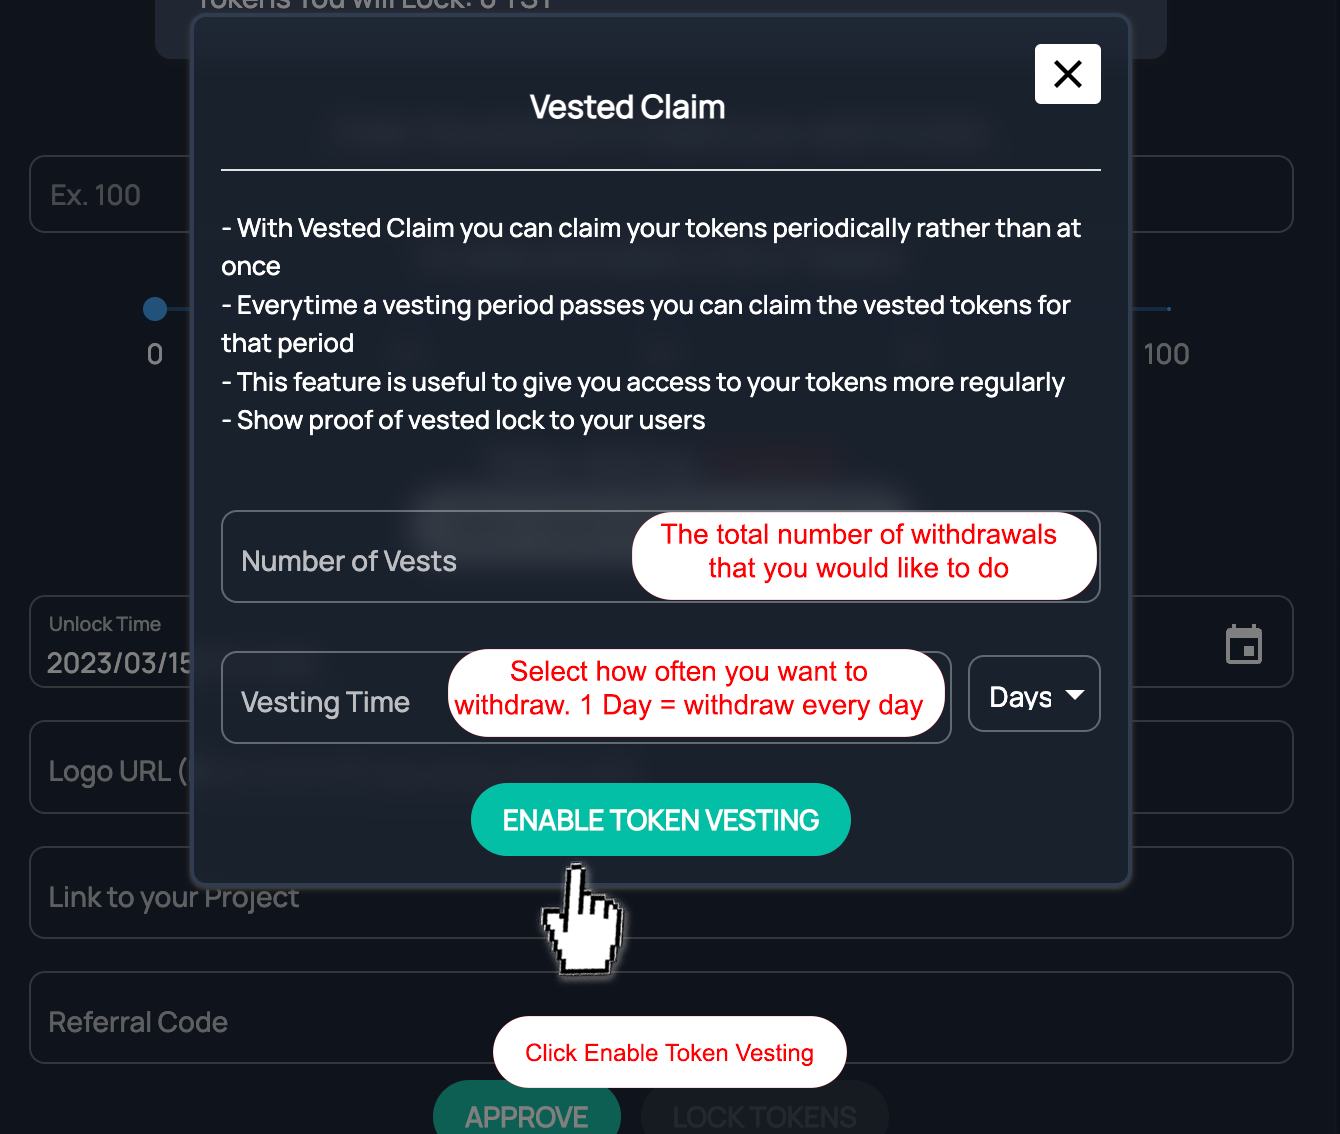 Tokens You Will Lock: 0 TST
Vested Claim
Ex. 100
- With Vested Claim you can claim your tokens periodically rather than at
once
- Everytime a vesting period passes you can claim the vested tokens for
that period
0
100
- This feature is useful to give you access to your tokens more regularly
- Show proof of vested lock to your users
Number of Vests
The total number of withdrawals
that you would like to do
Unlock Time
2023/03/15
Vesting Time
Select how often you want to
withdraw. 1 Day = withdraw every day
Days
Logo URL (
ENABLE TOKEN VESTING
Link to your Project
Referral Code
Click Enable Token Vesting
APPROVE
LOCK TOKENS